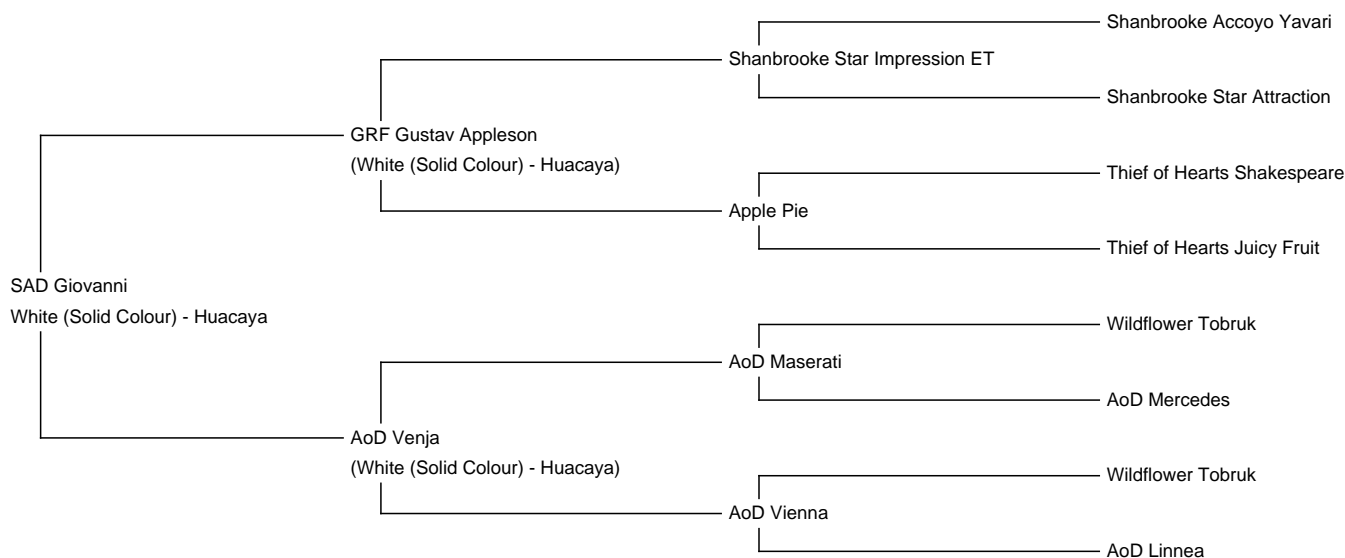 Shanbrooke Accoyo Yavari
Shanbrooke Star Impression ET
Shanbrooke Star Attraction
GRF Gustav Appleson
(White (Solid Colour) - Huacaya)
Thief of Hearts Shakespeare
Apple Pie
Thief of Hearts Juicy Fruit
SAD Giovanni
White (Solid Colour) - Huacaya
Wildflower Tobruk
AoD Maserati
AoD Mercedes
AoD Venja
(White (Solid Colour) - Huacaya)
Wildflower Tobruk
AoD Vienna
AoD Linnea